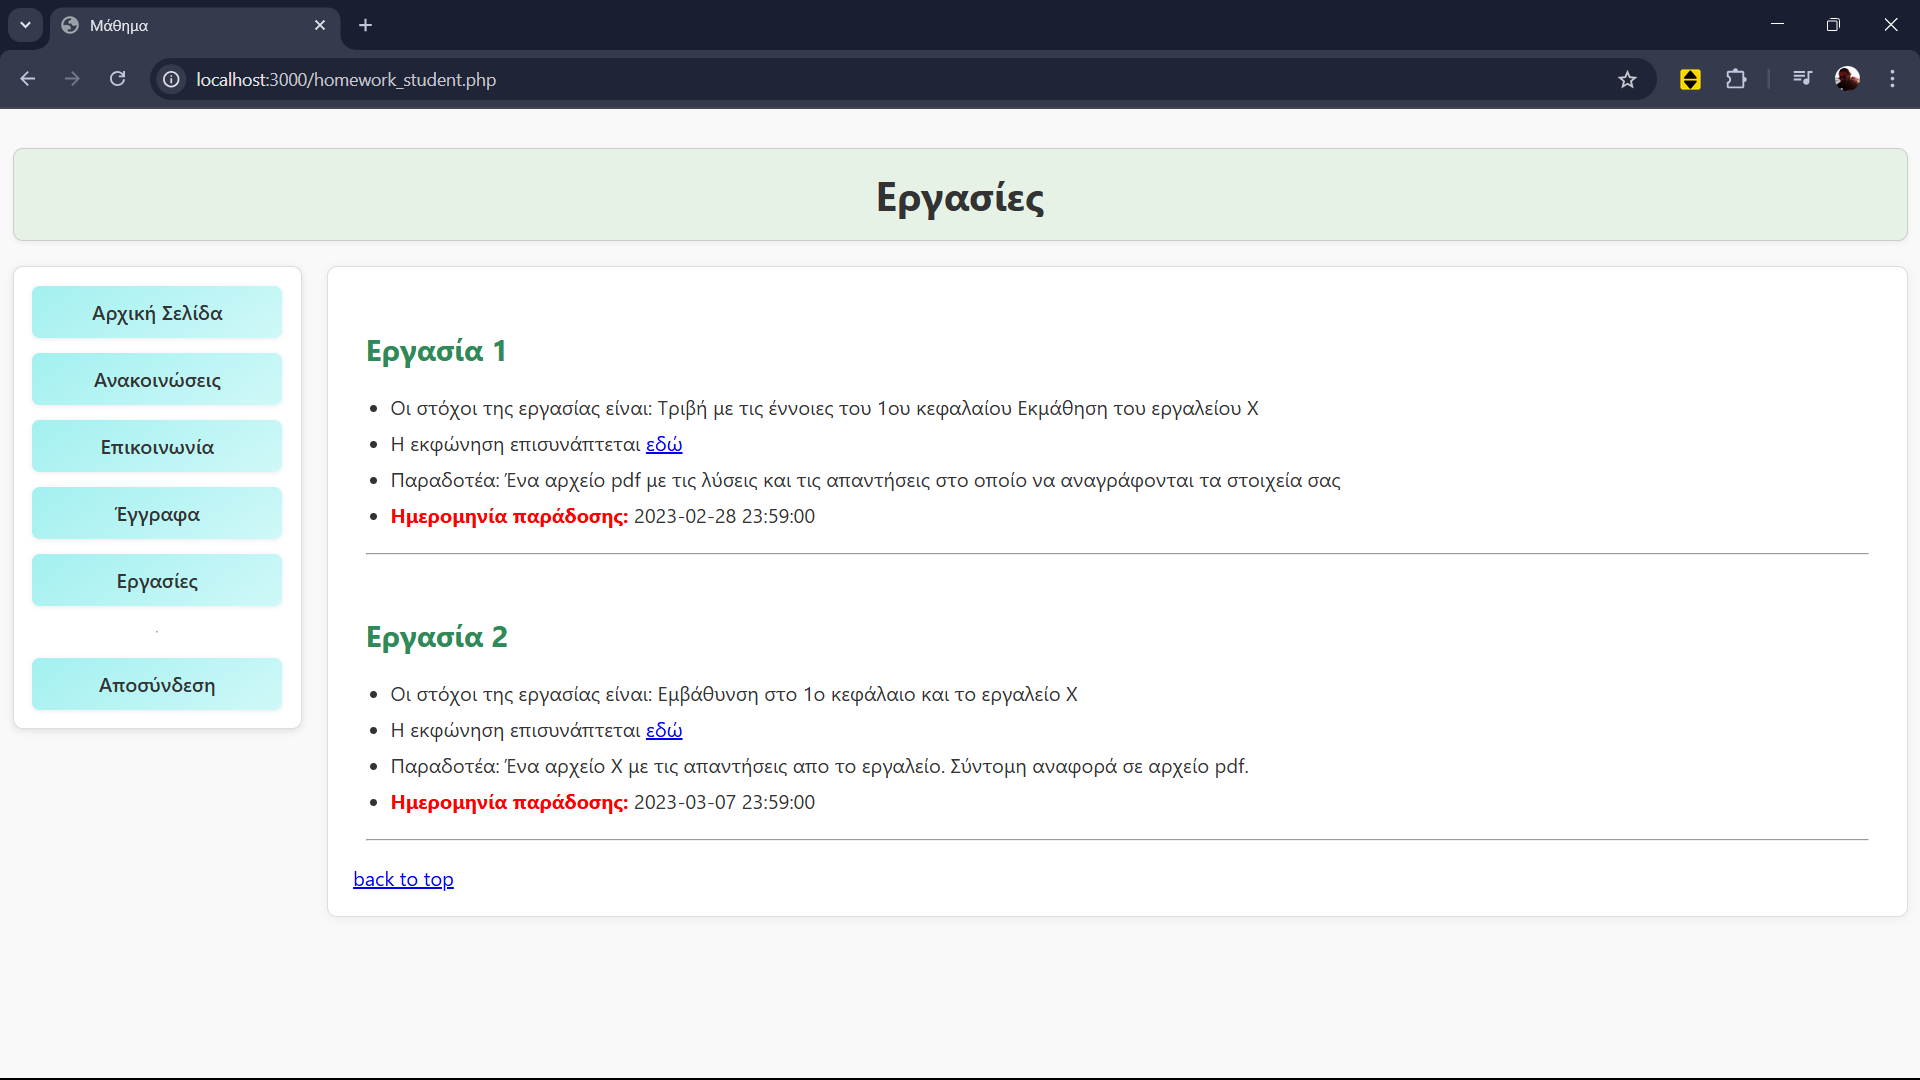 Μάθημα
localhost:3000/homework_student.php
Εργασίες
Αρχική Σελίδα
Ανακοινώσεις
Επικοινωνία
Έγγραφα
Εργασίες
Αποσύνδεση
Εργασία 1
Οι στόχοι της εργασίας είναι: Τριβή με τις έννοιες του 1ου κεφαλαίου Εκμάθηση του εργαλείου Χ
Η εκφώνηση επισυνάπτεται εδώ
Παραδοτέα: Ένα αρχείο pdf με τις λύσεις και τις απαντήσεις στο οποίο να αναγράφονται τα στοιχεία σας
Ημερομηνία παράδοσης: 2023-02-28 23:59:00
Εργασία 2
Οι στόχοι της εργασίας είναι: Εμβάθυνση στο 1ο κεφάλαιο και το εργαλείο Χ
Η εκφώνηση επισυνάπτεται εδώ
Παραδοτέα: Ένα αρχείο Χ με τις απαντήσεις απο το εργαλείο. Σύντομη αναφορά σε αρχείο pdf.
Ημερομηνία παράδοσης: 2023-03-07 23:59:00
back to top